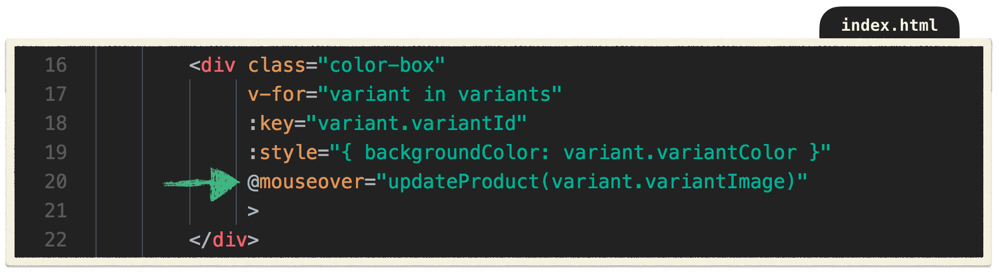 index.html
16 <div class="color-box"
17 v-for="variant in variants"
18 :key="variant.variantId"
19 :style="{ backgroundColor: variant.variantColor }"
20 @mouseover="updateProduct(variant.variantImage)"
21 >
22 </div>